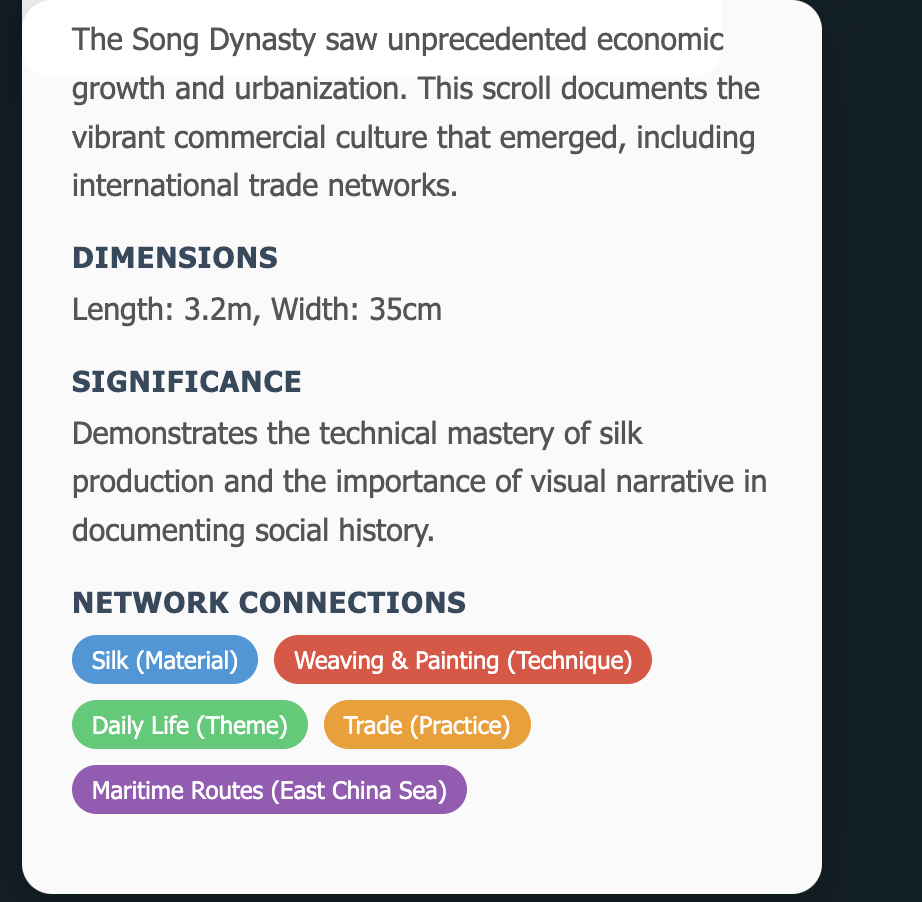 The Song Dynasty saw unprecedented economic
growth and urbanization. This scroll documents the
vibrant commercial culture that emerged, including
international trade networks.
DIMENSIONS
Length: 3.2m, Width: 35cm
SIGNIFICANCE
Demonstrates the technical mastery of silk
production and the importance of visual narrative in
documenting social history.
NETWORK CONNECTIONS
Silk (Material) Weaving & Painting (Technique)
Daily Life (Theme) Trade (Practice)
Maritime Routes (East China Sea)